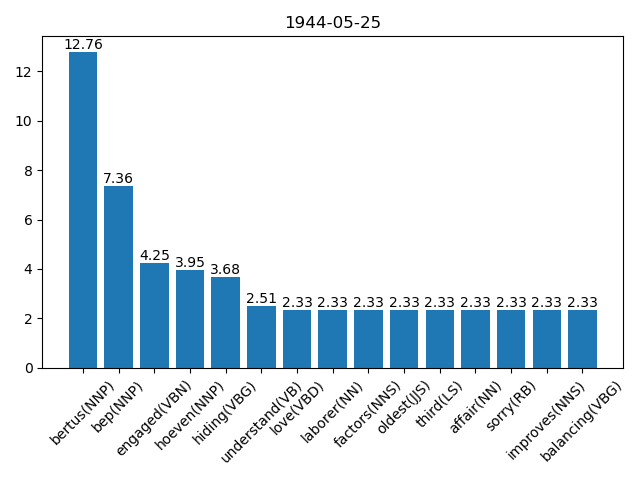 1944-05-25
12.76
7.36
4.25
3.95
3.68
2.51
2.33
2.33
2.33
2.33
2.33
2.33
2.33
2.33
2.33
12
10
8
6
4
2
0
bertus(NNP)
bep(NNP)
engaged(VBN)
hoeven(NNP)
hiding(VBG)
understand(VB)
love(VBD)
laborer(NN)
factors(NNS)
oldest(JJS)
third(LS)
affair(NN)
sorry(RB)
improves(NNS)
balancing(VBG)